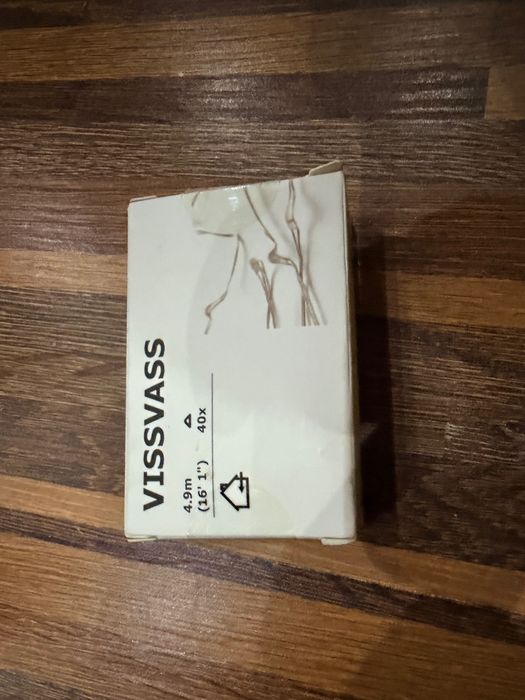 VISSVASS
4.9m
(16' 1")
40x